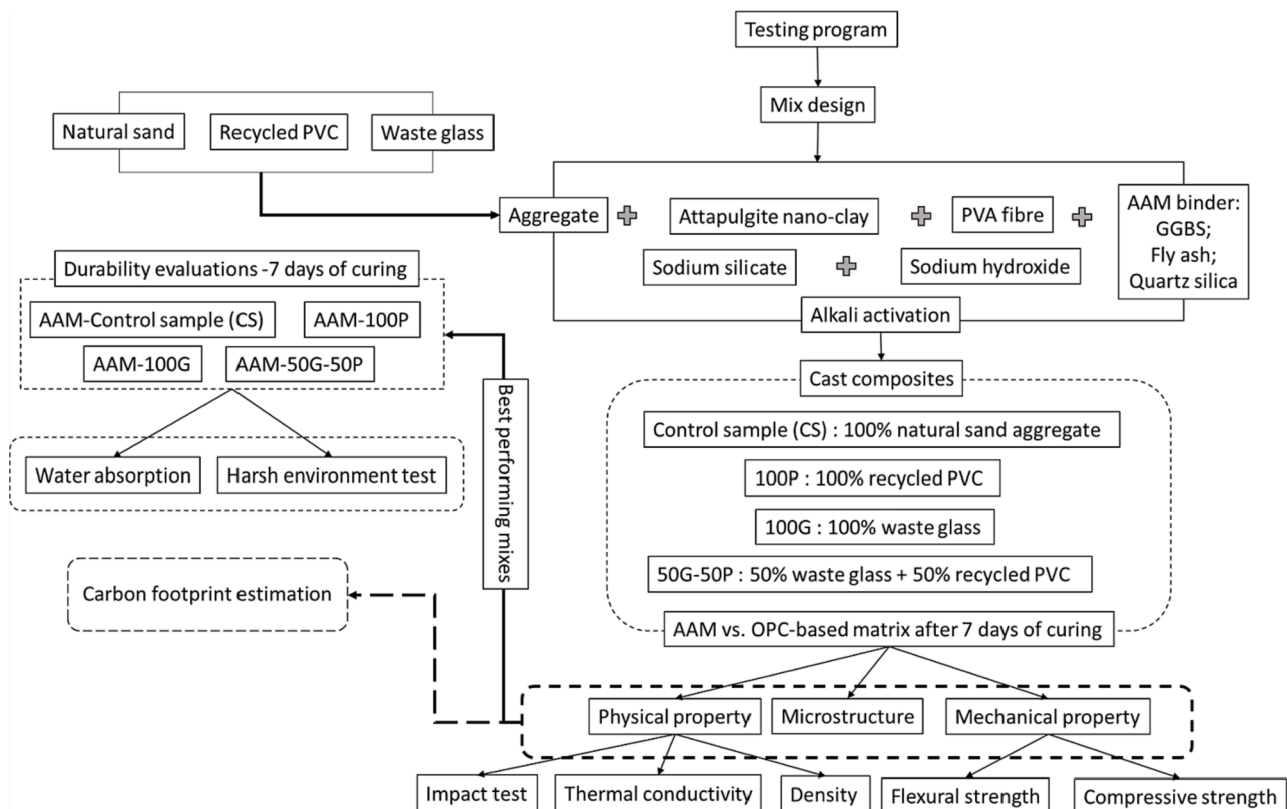 Testing program
Mix design
Natural sand
Recycled PVC
Waste glass
Aggregate
Attapulgite nano-clay
PVA fibre
AAM binder:
GGBS;
Fly ash;
Quartz silica
Sodium silicate
Sodium hydroxide
Alkali activation
Durability evaluations -7 days of curing
AAM-Control sample (CS)
AAM-100P
AAM-100G
AAM-50G-50P
Water absorption
Harsh environment test
Best performing mixes
Carbon footprint estimation
Cast composites
Control sample (CS) : 100% natural sand aggregate
100P : 100% recycled PVC
100G : 100% waste glass
50G-50P : 50% waste glass + 50% recycled PVC
AAM vs. OPC-based matrix after 7 days of curing
Physical property
Microstructure
Mechanical property
Impact test
Thermal conductivity
Density
Flexural strength
Compressive strength